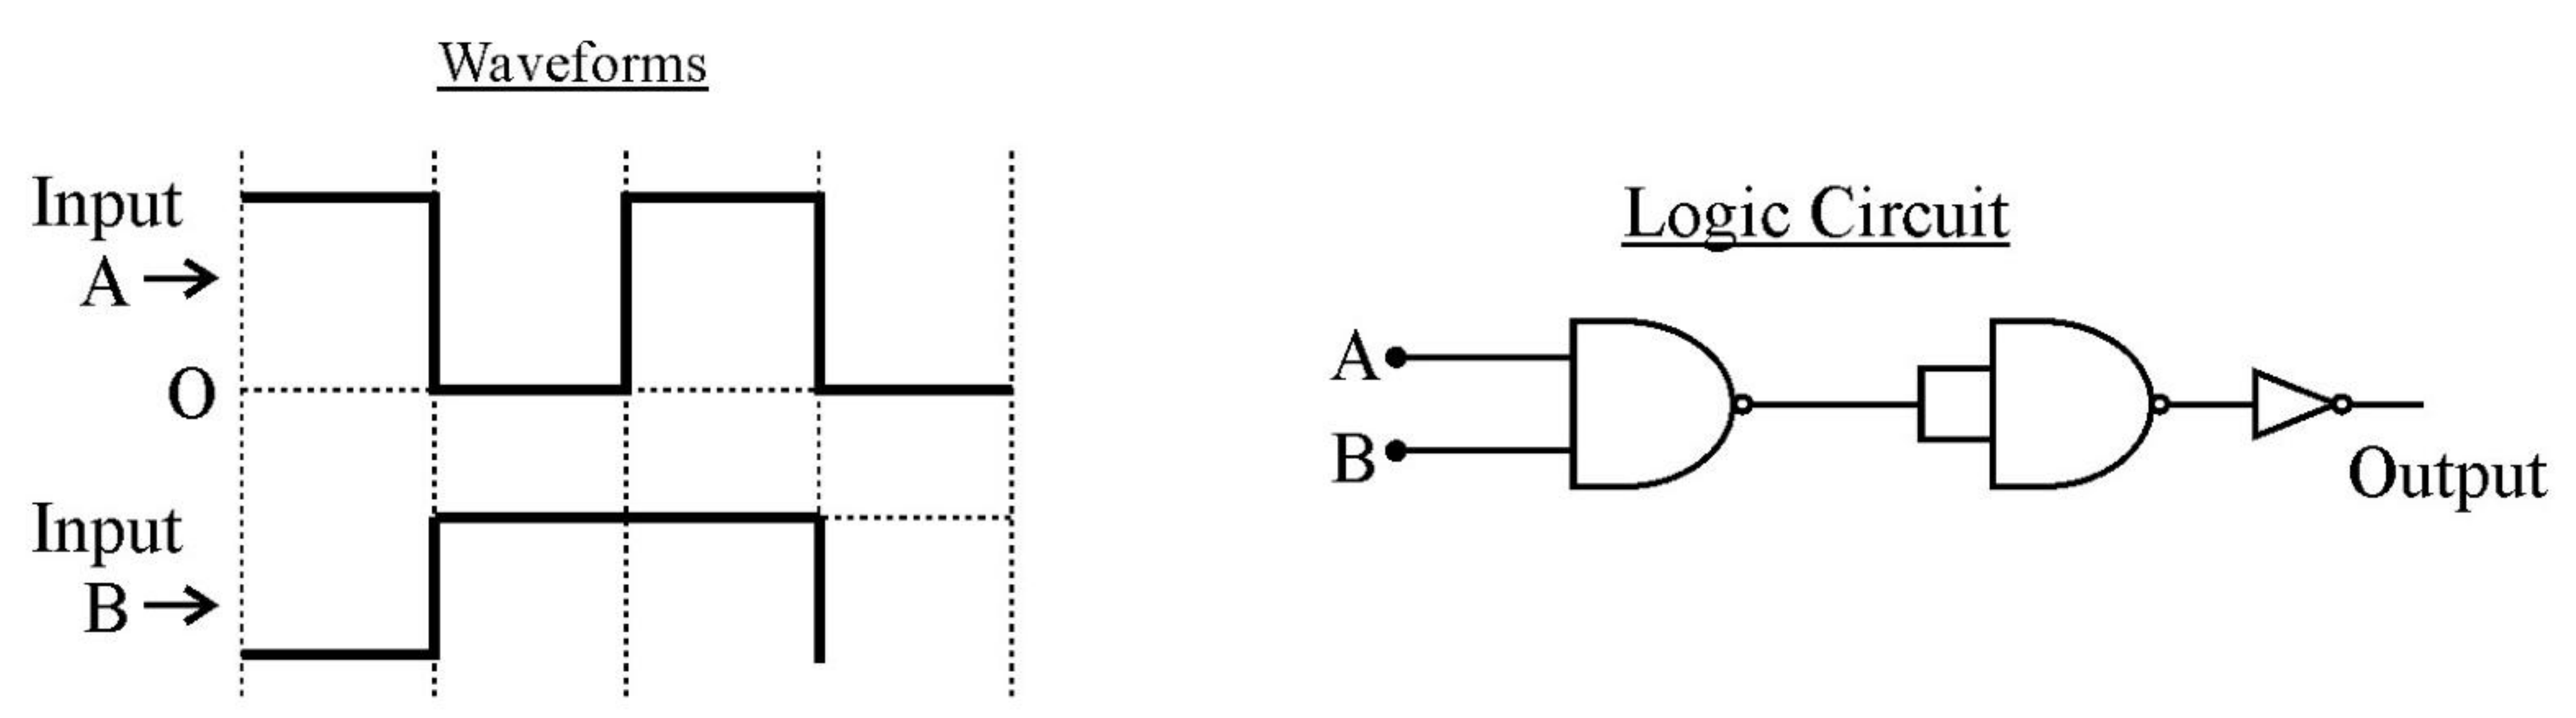 Waveforms
Input
A
O
Input
B
Logic Circuit
A
B
Output